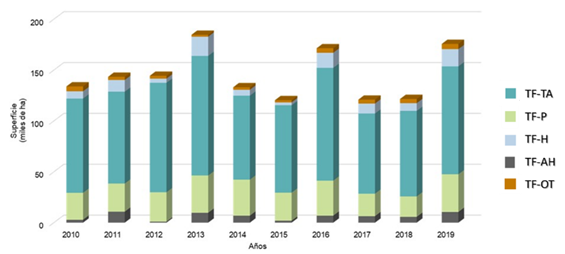 200
150
100
50
0
Superficie
(miles de ha)
2010 2011 2012 2013 2014 2015 2016 2017 2018 2019
Años
TF-TA
TF-P
TF-H
TF-AH
TF-OT